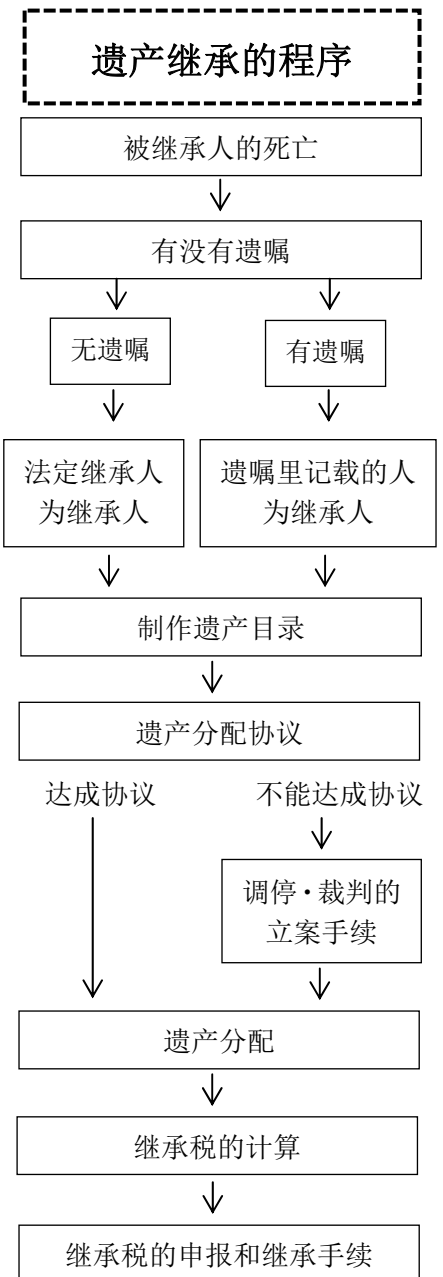 遗产继承的程序
被继承人的死亡
有没有遗嘱
无遗嘱
有遗嘱
法定继承人
为继承人
遗嘱里记载的人
为继承人
制作遗产目录
遗产分配协议
达成协议
不能达成协议
调停·裁判的
立案手续
遗产分配
继承税的计算
继承税的申报和继承手续